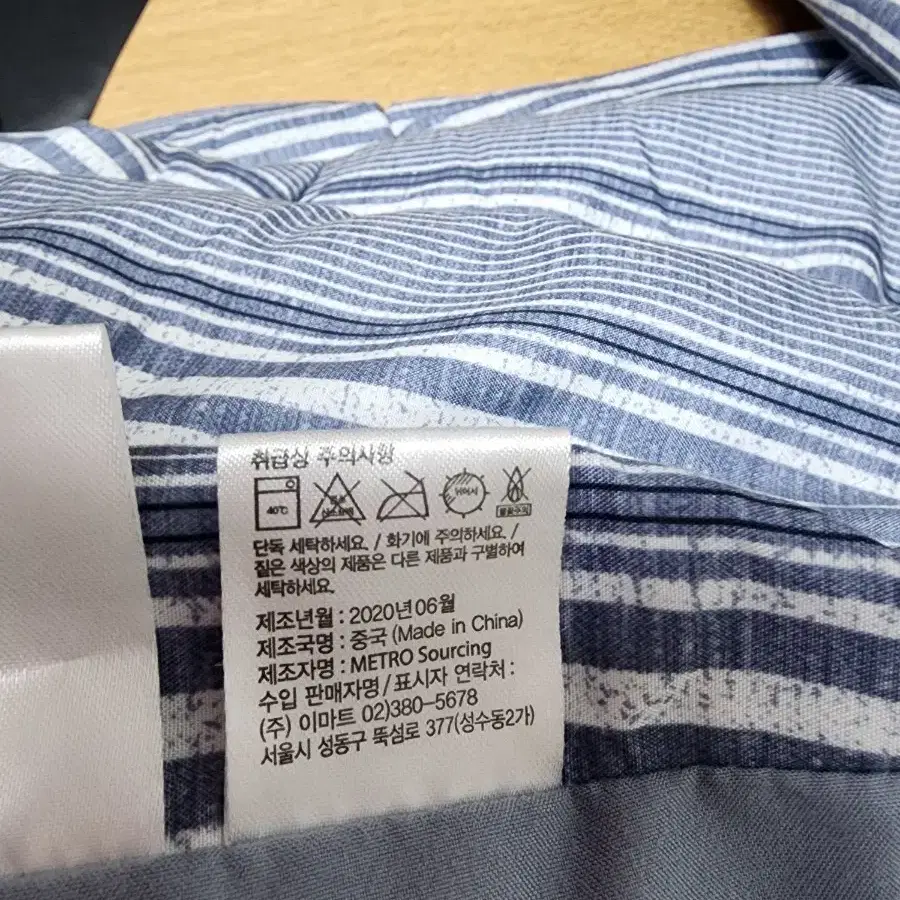 취급상 주의사항
40℃
뉘어서
단독 세탁하세요. / 화기에 주의하세요. /
짙은 색상의 제품은 다른 제품과 구별하여
세탁하세요.
제조년월 : 2020년 06월
제조국명 : 중국 (Made in China)
제조자명 : METRO Sourcing
수입 판매자명/표시자 연락처 :
(주) 이마트 02)380-5678
서울시 성동구 뚝섬로 377(성수동2가)